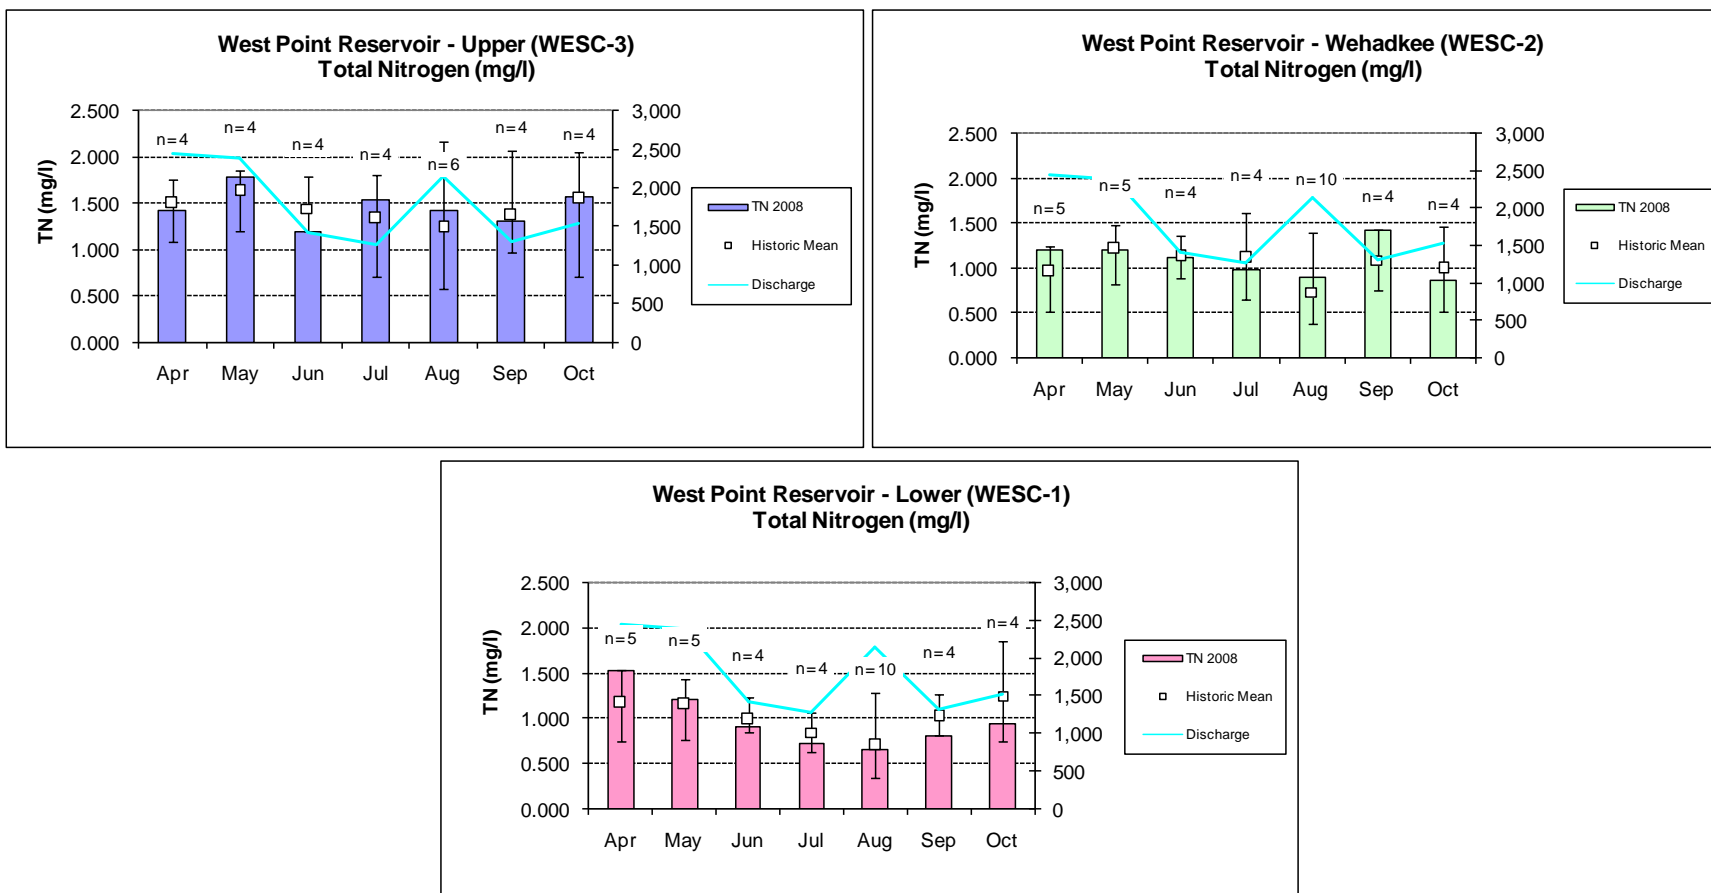 West Point Reservoir - Upper (WESC-3)
Total Nitrogen (mg/l)
TN (mg/l)
2.500
2.000
1.500
1.000
0.500
0.000
3,000
2,500
2,000
1,500
1,000
500
0
n=4
n=4
n=4
n=4
n=6
n=4
n=4
Apr May Jun Jul Aug Sep Oct
TN 2008
Historic Mean
Discharge
West Point Reservoir - Wehadkee (WESC-2)
Total Nitrogen (mg/l)
TN (mg/l)
2.500
2.000
1.500
1.000
0.500
0.000
3,000
2,500
2,000
1,500
1,000
500
0
n=5
n=5
n=4
n=4
n=10
n=4
n=4
Apr May Jun Jul Aug Sep Oct
TN 2008
Historic Mean
Discharge
West Point Reservoir - Lower (WESC-1)
Total Nitrogen (mg/l)
TN (mg/l)
2.500
2.000
1.500
1.000
0.500
0.000
3,000
2,500
2,000
1,500
1,000
500
0
n=5
n=5
n=4
n=4
n=10
n=4
n=4
Apr May Jun Jul Aug Sep Oct
TN 2008
Historic Mean
Discharge